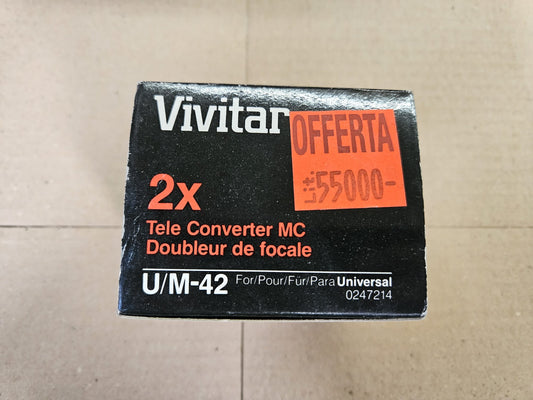 Vivitar
OFFERTA
Lit. 55000-
2x
Tele Converter MC
Doubleur de focale
U/M-42 For/Pour/Für/Para Universal
0247214